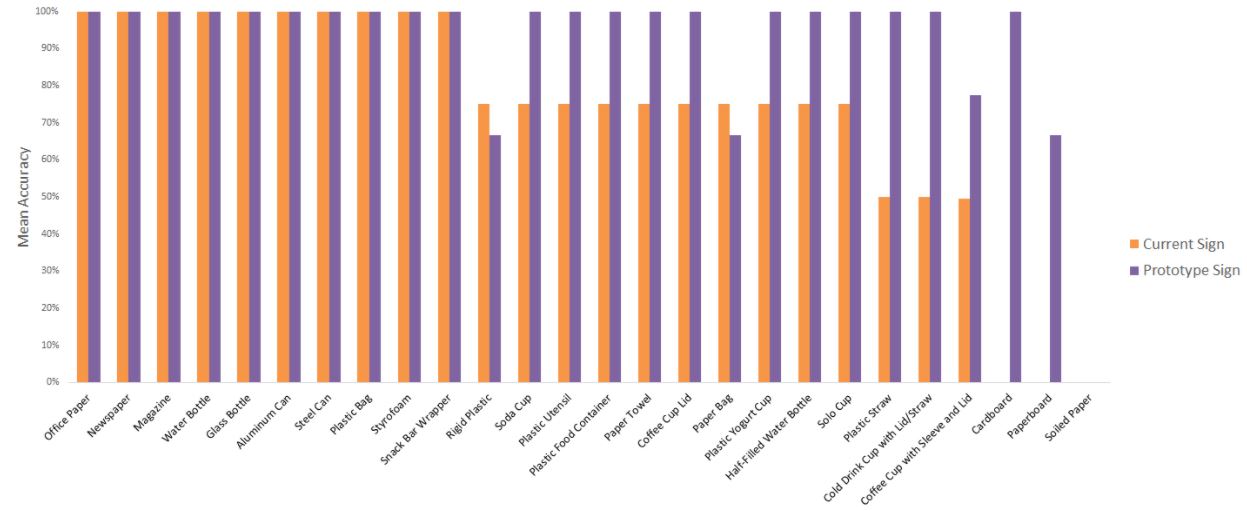 100%
90%
80%
70%
60%
50%
40%
30%
20%
10%
0%
Mean Accuracy
Office Paper
Newspaper
Magazine
Water Bottle
Glass Bottle
Aluminum Can
Steel Can
Plastic Bag
Styrofoam
Snack Bar Wrapper
Rigid Plastic
Soda Cup
Plastic Utensil
Plastic Food Container
Paper Towel
Coffee Cup Lid
Paper Bag
Plastic Yogurt Cup
Half-Filled Water Bottle
Solo Cup
Plastic Straw
Cold Drink Cup with Lid/Straw
Coffee Cup with Sleeve and Lid
Cardboard
Paperboard
Soiled Paper
Current Sign
Prototype Sign